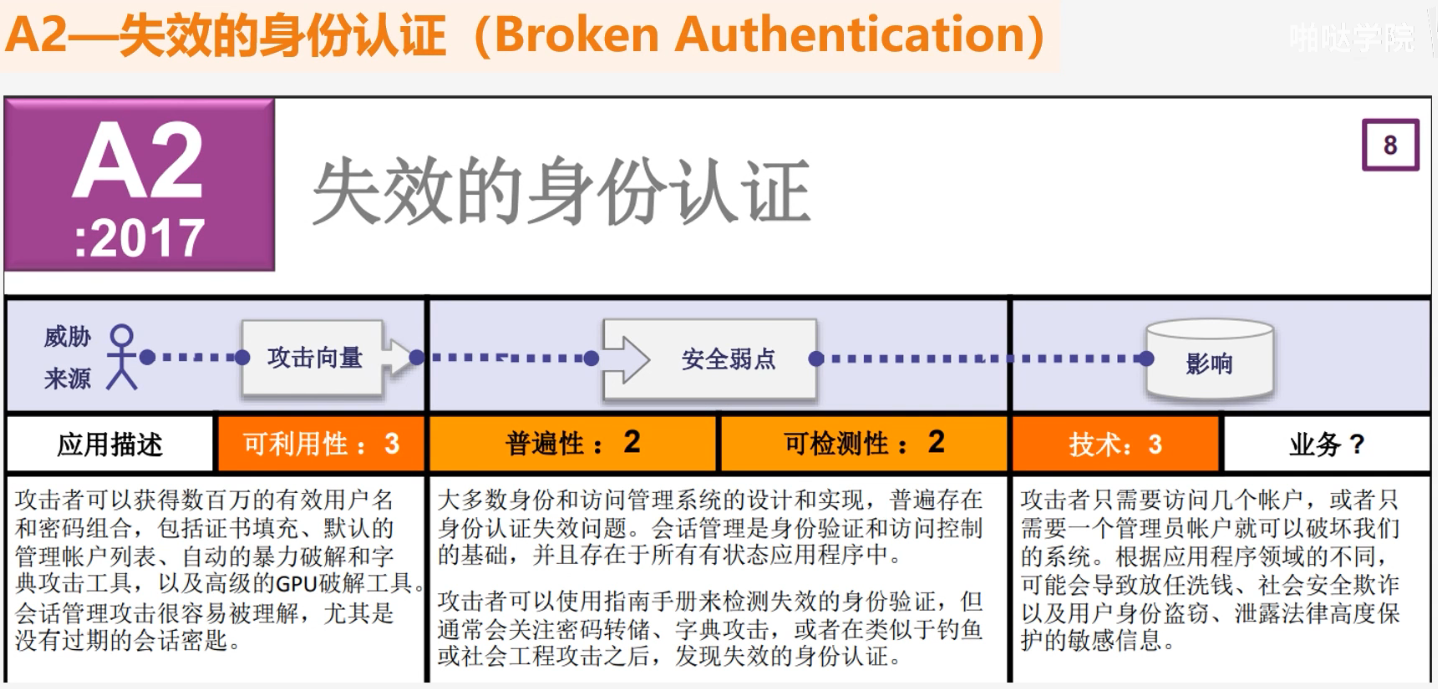 A2—失效的身份认证（Broken Authentication）
啪哒学院
A2
:2017
失效的身份认证
8
威胁
来源
攻击向量
安全弱点
影响
应用描述
可利用性：3
普遍性：2
可检测性：2
技术：3
业务？
攻击者可以获得数百万的有效用户名
和密码组合，包括证书填充、默认的
管理帐户列表、自动的暴力破解和字
典攻击工具，以及高级的GPU破解工具。
会话管理攻击很容易被理解，尤其是
没有过期的会话密匙。
大多数身份和访问管理系统的设计和实现，普遍存在
身份认证失效问题。会话管理是身份验证和访问控制
的基础，并且存在于所有有状态应用程序中。
攻击者可以使用指南手册来检测失效的身份验证，但
通常会关注密码转储、字典攻击，或者在类似于钓鱼
或社会工程攻击之后，发现失效的身份认证。
攻击者只需要访问几个帐户，或者只
需要一个管理员帐户就可以破坏我们
的系统。根据应用程序领域的不同，
可能会导致放任洗钱、社会安全欺诈
以及用户身份盗窃、泄露法律高度保
护的敏感信息。